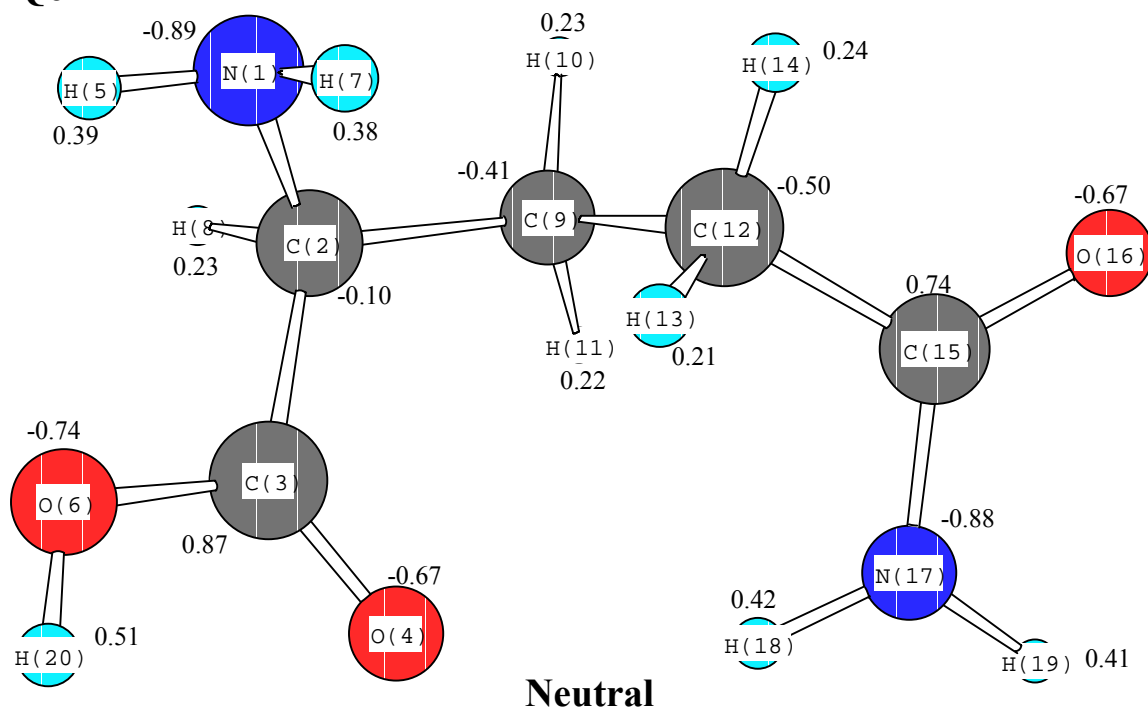 -0.89
0.23
0.24
N(1)
H(10)
H(14)
H(5)
H(7)
0.39
0.38
-0.41
-0.50
-0.67
H(8)
C(9)
C(12)
C(2)
O(16)
0.23
-0.10
0.74
H(13)
H(11)
0.21
C(15)
0.22
-0.74
C(3)
O(6)
-0.88
0.87
-0.67
N(17)
0.42
0.51
O(4)
H(18)
H(20)
H(19)
0.41
Neutral